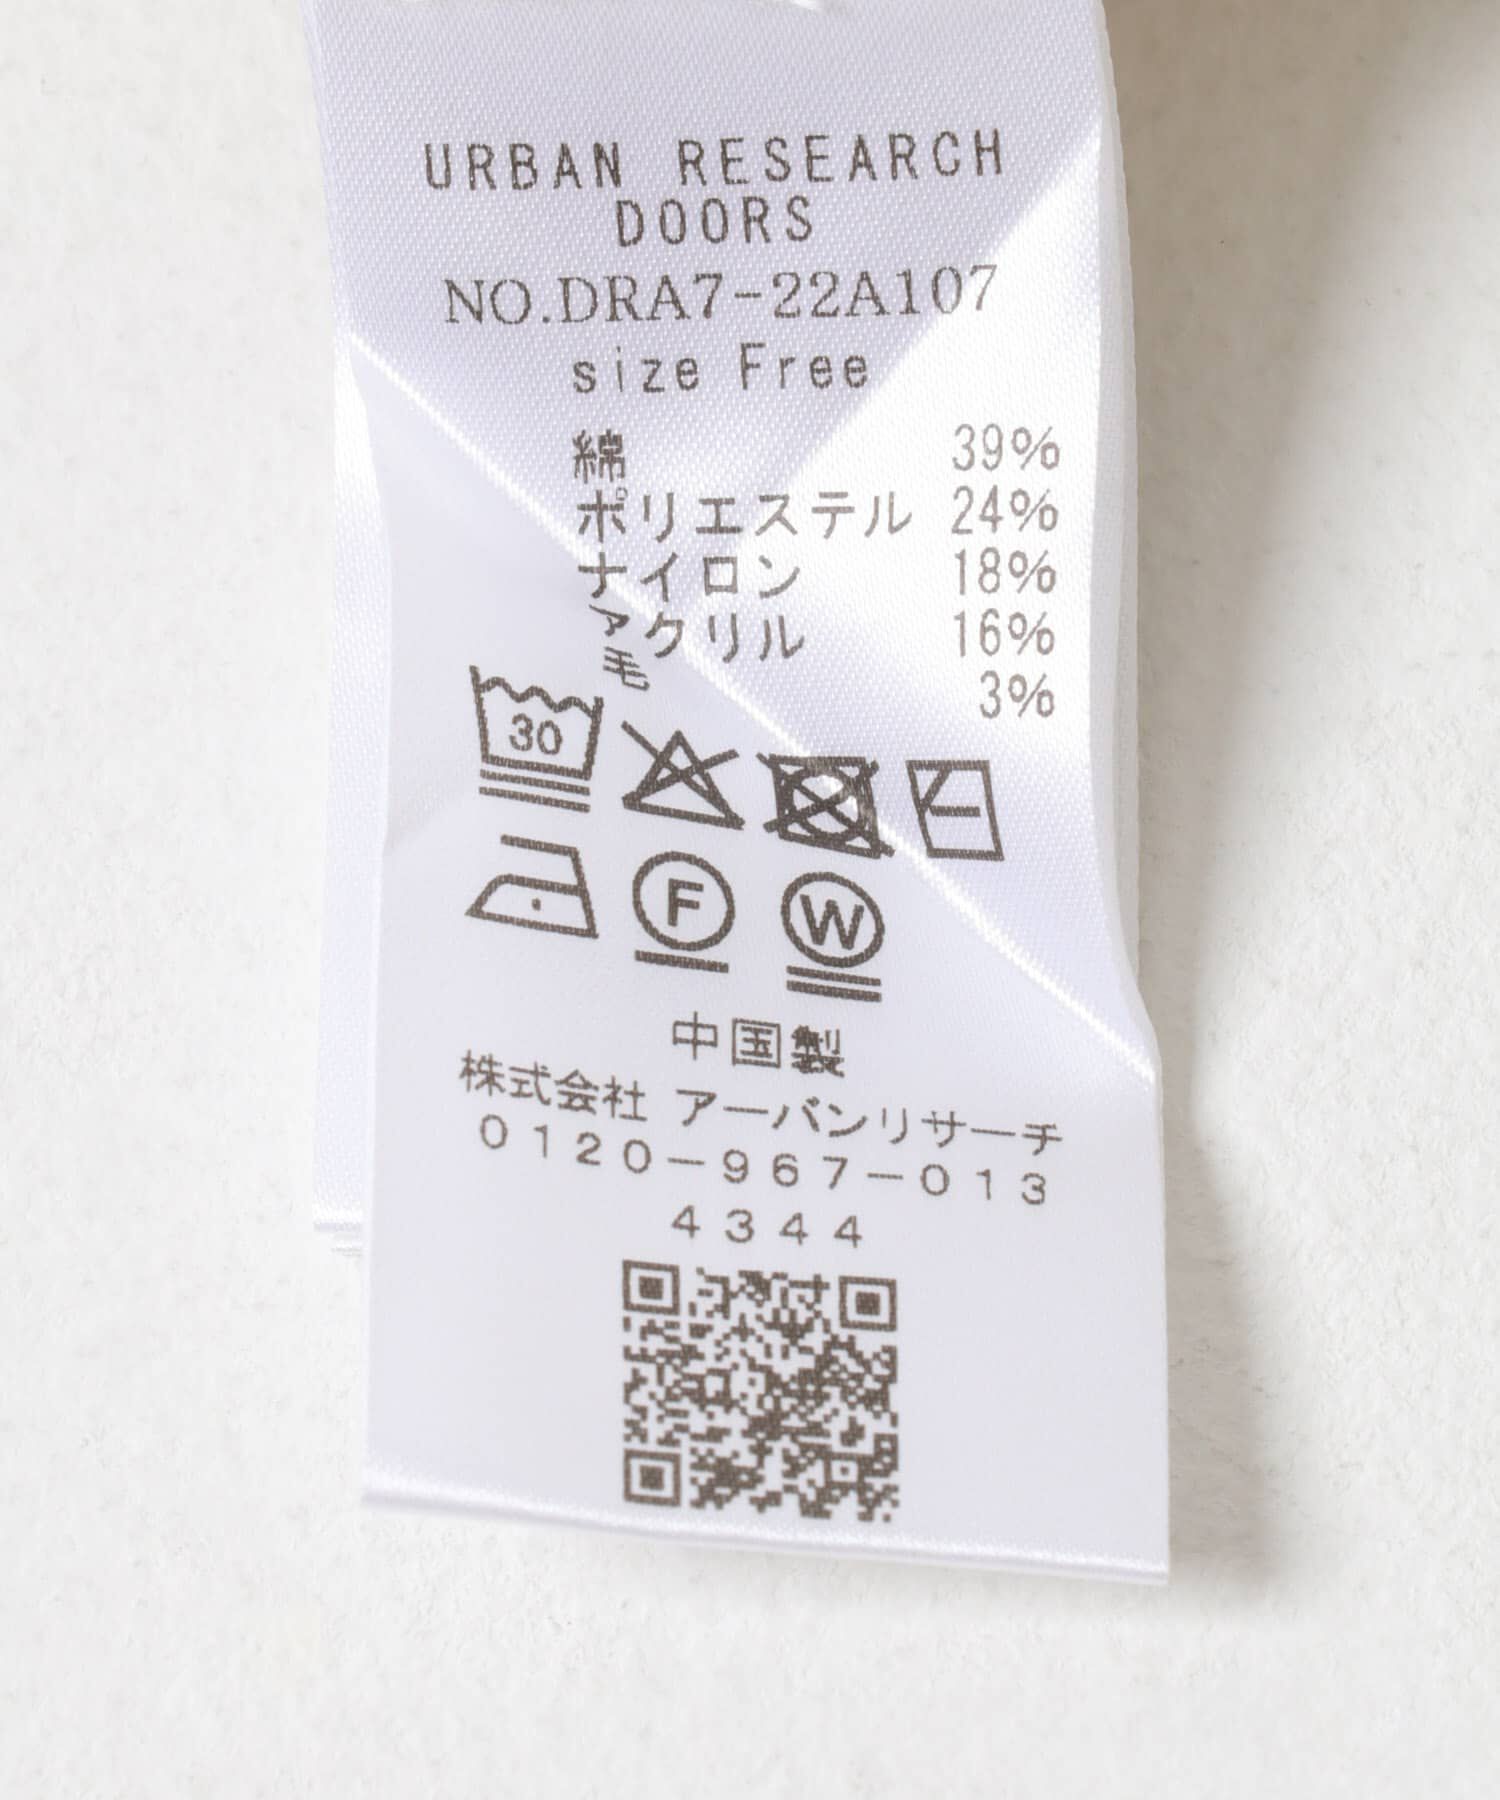 URBAN RESEARCH
DOORS
NO.DRA7-22A107
size Free
綿 39%
ポリエステル 24%
ナイロン 18%
アクリル 16%
毛 3%
30
F W
中国製
株式会社 アーバンリサーチ
0120-967-013
4344